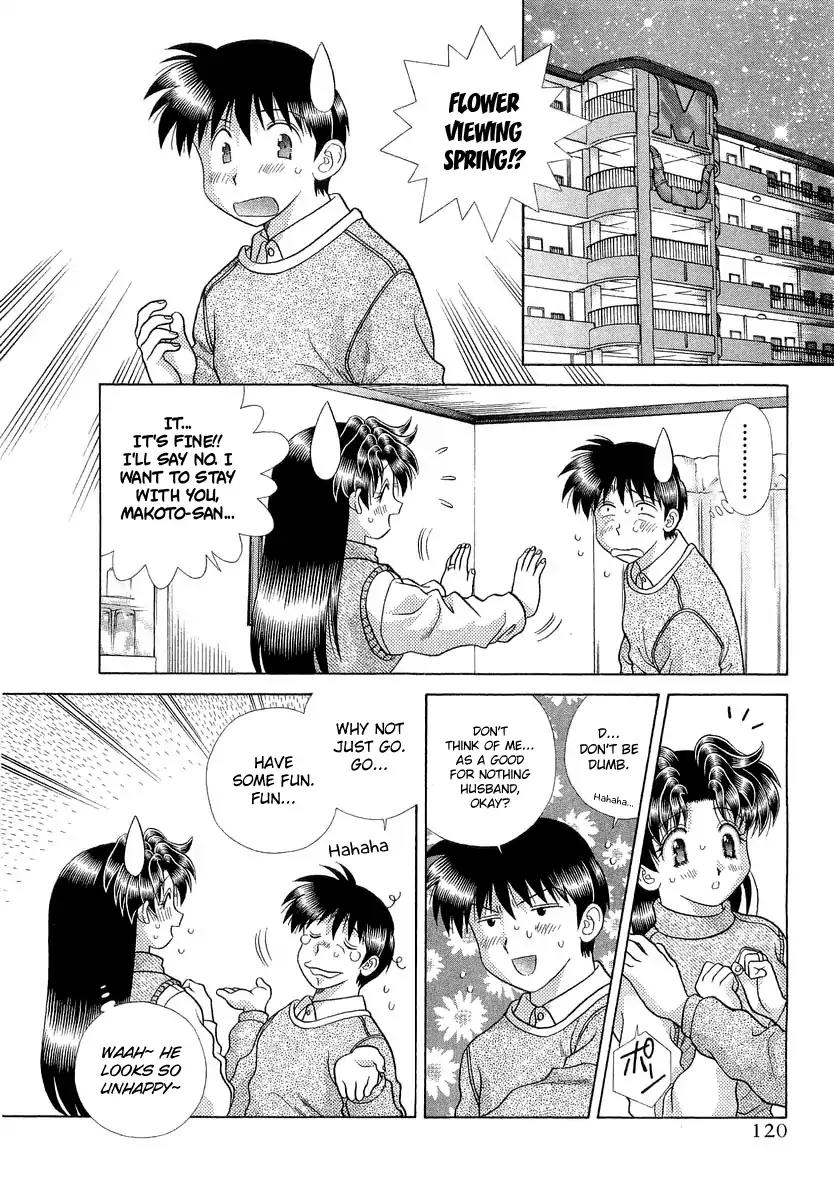 M
FLOWER
VIEWING
SPRING!?
.........
IT...
IT'S FINE!!
I'LL SAY NO. I
WANT TO STAY
WITH YOU,
MAKOTO-SAN...
D...
DON'T BE
DUMB.
Hahaha...
ポー
DON'T
THINK OF ME...
AS A GOOD
FOR NOTHING
HUSBAND,
OKAY?
WHY NOT
JUST GO.
GO...
HAVE
SOME FUN.
FUN...
Hahaha
WAAH~ HE
LOOKS SO
UNHAPPY~
120